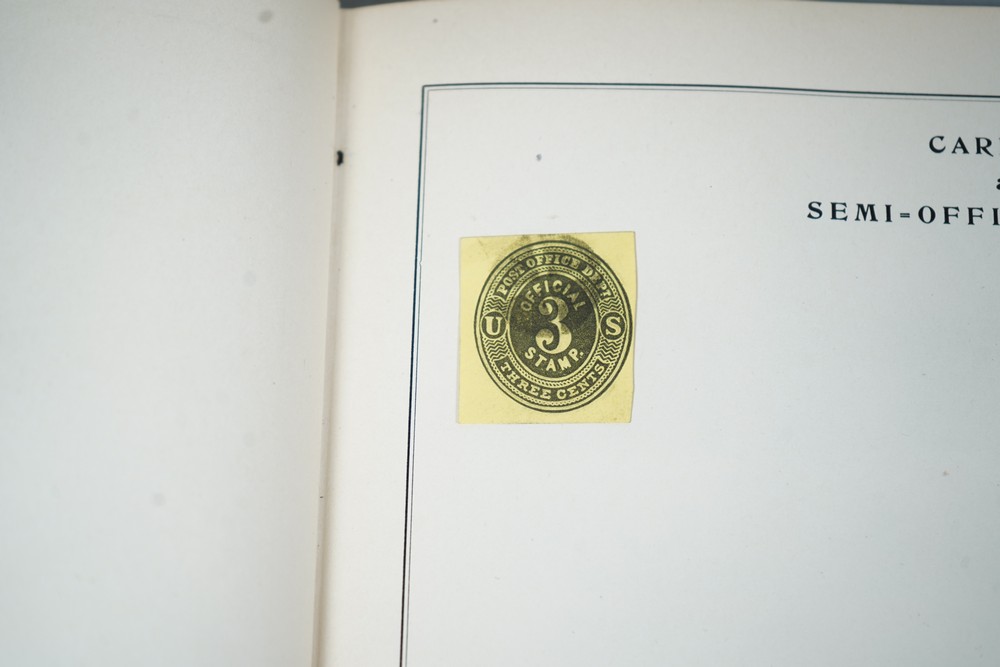 CAR
SEMI=OFFI
POST OFFICE DEPT
OFFICIAL
U 3 S
STAMP.
THREE CENTS